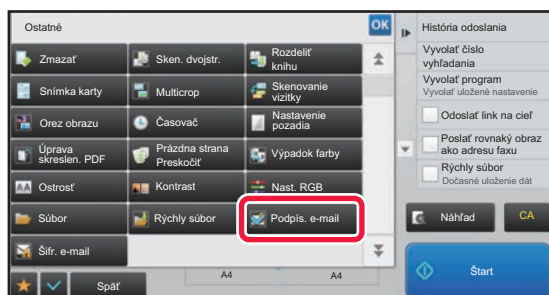 Ostatné
OK
Zmazať
Sken. dvojstr.
Rozdeliť
knihu
Snímka karty
Multicrop
Skenovanie
vizitky
Orez obrazu
Časovač
Nastavenie
pozadia
Úprava
skreslen. PDF
Prázdna strana
Preskočiť
Výpadok farby
Ostrosť
Kontrast
Nast. RGB
Súbor
Rýchly súbor
Podpís. e-mail
Šifr. e-mail
Späť
A4
A4
História odoslania
Vyvolať číslo
vyhľadania
Vyvolať program
Vyvolať uložené nastavenie
Odoslať link na cieľ
Poslať rovnaký obraz
ako adresu faxu
Rýchly súbor
Dočasné uloženie dát
Náhľad
CA
Štart